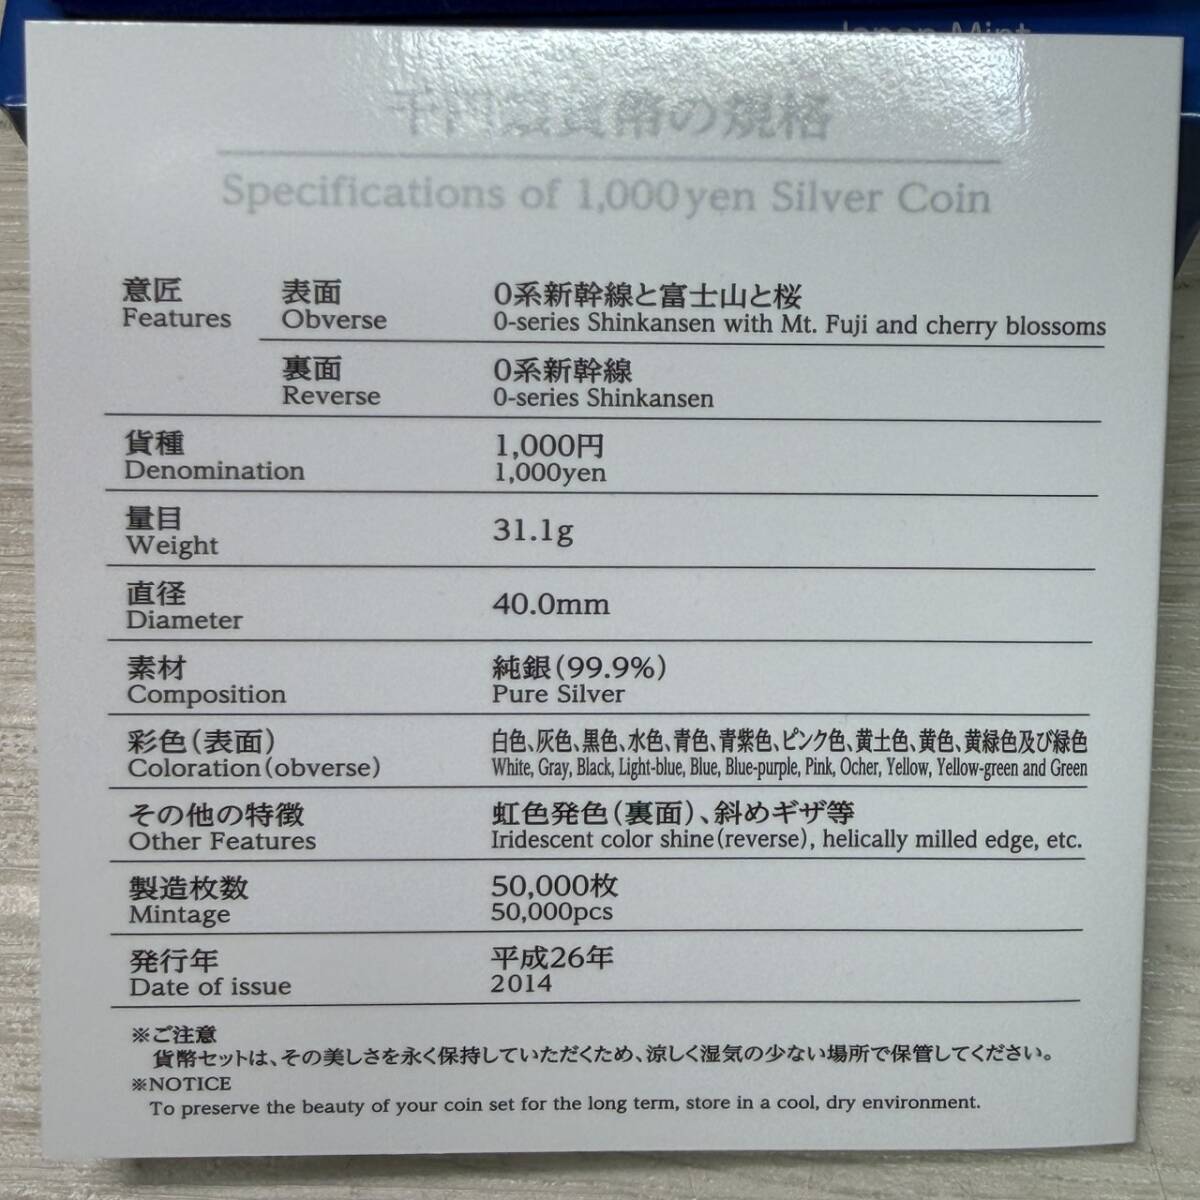 Japan Mint
千円銀貨幣の規格
Specifications of 1,000yen Silver Coin
意匠 表面 0系新幹線と富士山と桜
Features Obverse 0-series Shinkansen with Mt. Fuji and cherry blossoms
裏面 0系新幹線
Reverse 0-series Shinkansen
貨種 1,000円
Denomination 1,000yen
量目
Weight 31.1g
直径
Diameter 40.0mm
素材 純銀(99.9%)
Composition Pure Silver
彩色(表面) 白色、灰色、黒色、水色、青色、青紫色、ピンク色、黄土色、黄色、黄緑色及び緑色
Coloration(obverse) White, Gray, Black, Light-blue, Blue, Blue-purple, Pink, Ocher, Yellow, Yellow-green and Green
その他の特徴 虹色発色(裏面)、斜めギザ等
Other Features Iridescent color shine(reverse), helically milled edge, etc.
製造枚数 50,000枚
Mintage 50,000pcs
発行年 平成26年
Date of issue 2014
※ご注意
貨幣セットは、その美しさを永く保持していただくため、涼しく湿気の少ない場所で保管してください。
※NOTICE
To preserve the beauty of your coin set for the long term, store in a cool, dry environment.